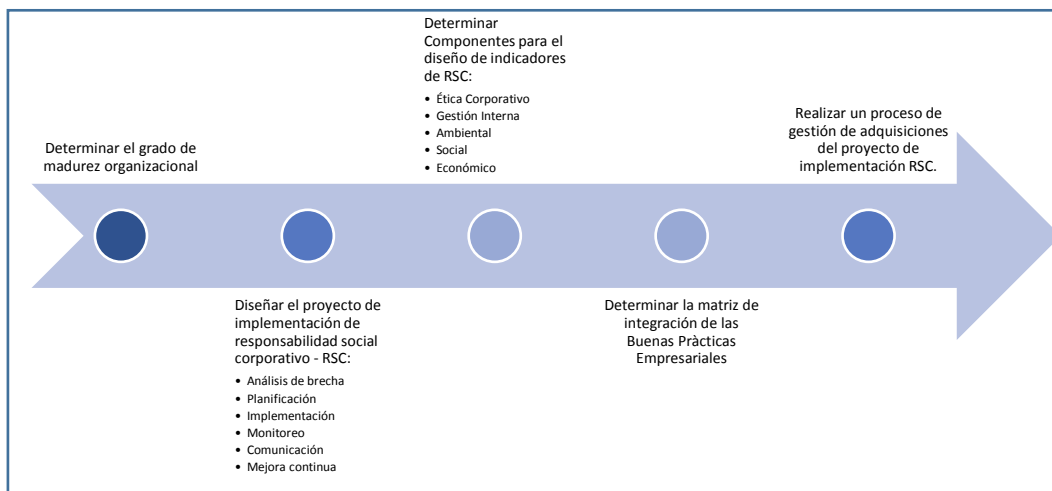 Determinar el grado de
madurez organizacional
Diseñar el proyecto de
implementación de
responsabilidad social
corporativo - RSC:
• Análisis de brecha
• Planificación
• Implementación
• Monitoreo
• Comunicación
• Mejora continua
Determinar
Componentes para el
diseño de indicadores
de RSC:
• Ética Corporativo
• Gestión Interna
• Ambiental
• Social
• Económico
Determinar la matriz de
integración de las
Buenas Pràcticas
Empresariales
Realizar un proceso de
gestión de adquisiciones
del proyecto de
implementación RSC.